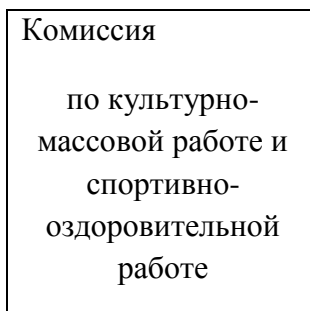 Комиссия
по культурно-
массовой работе и
спортивно-
оздоровительной
работе